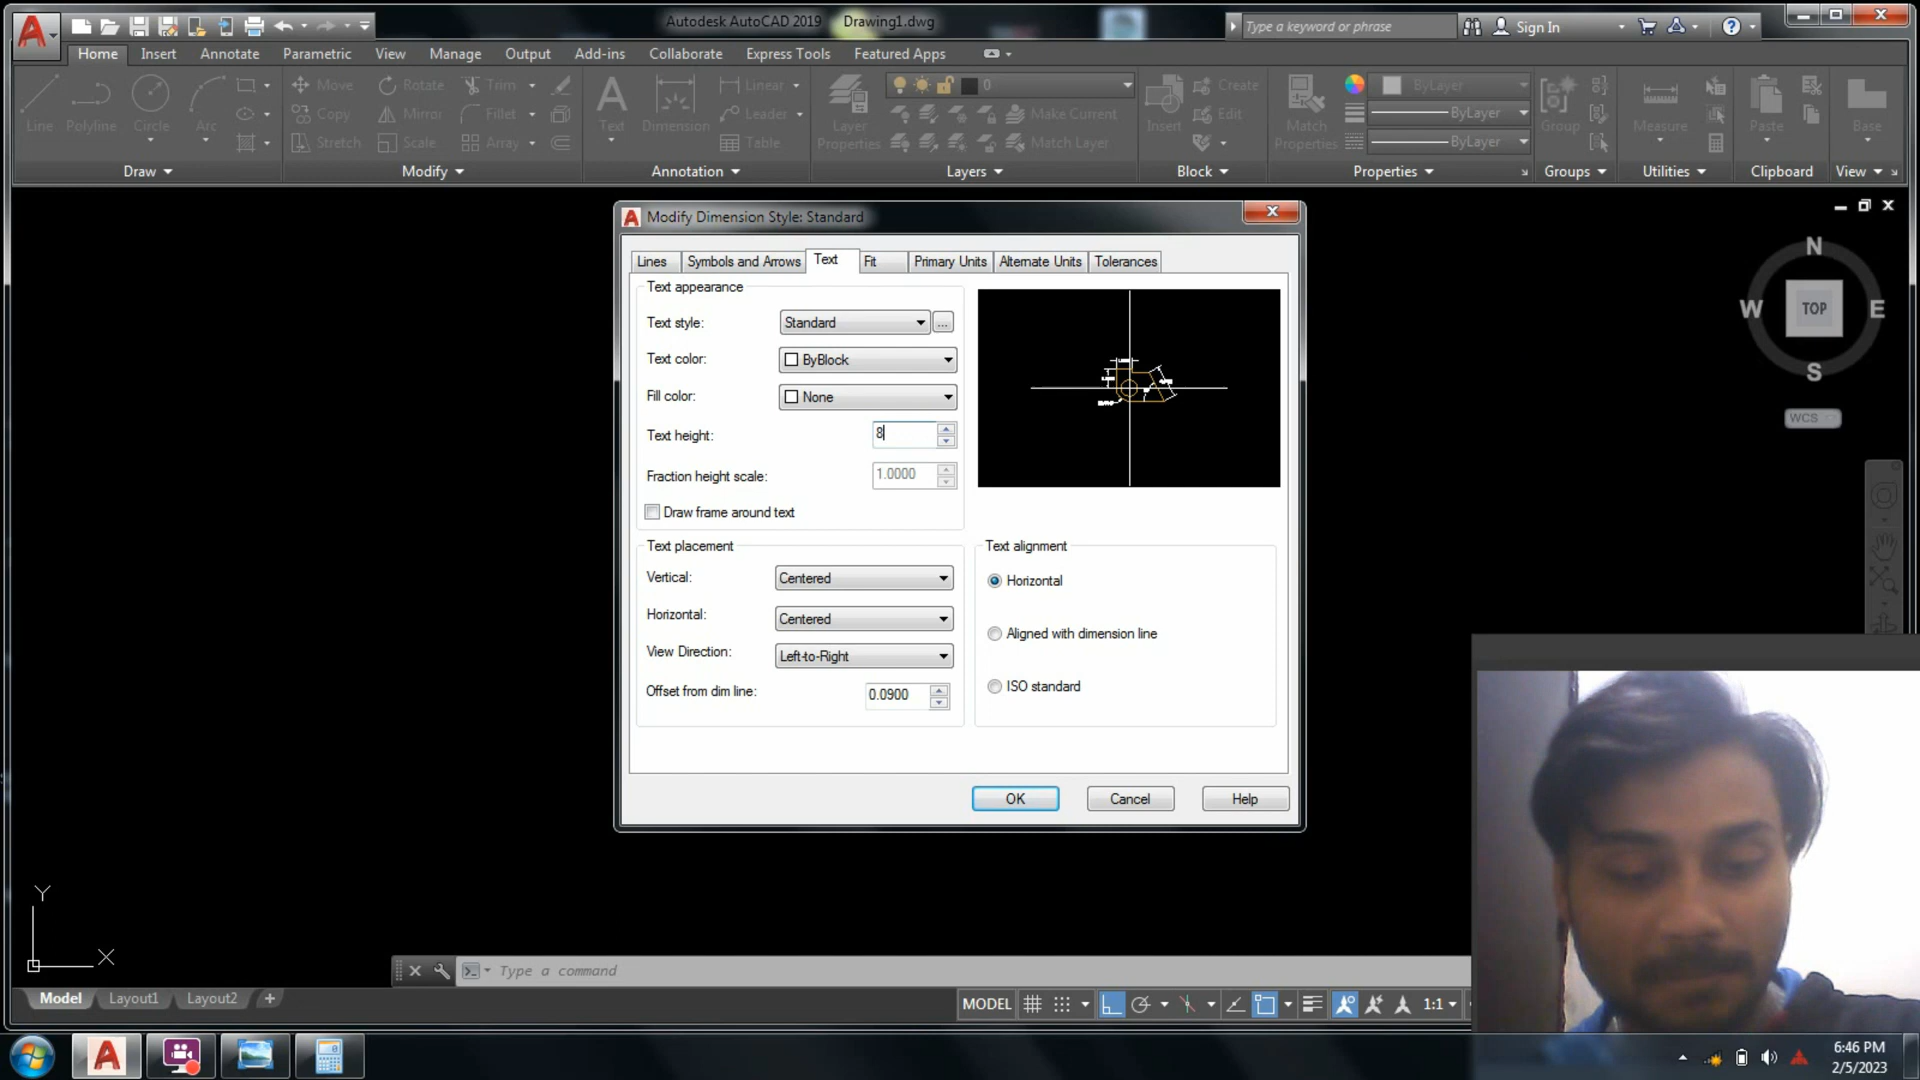 Autodesk AutoCAD 2019 Drawing1.dwg
Type a keyword or phrase
Sign In
Home Insert Annotate Parametric View Manage Output Add-ins Collaborate Express Tools Featured Apps
Line Polyline Circle Arc
Move Rotate Trim
Copy Mirror Fillet
Stretch Scale Array
Text Dimension
Linear
Leader
Table
Layer Properties
0
Make Current
Match Layer
Insert
Create
Edit
Match Properties
ByLayer
ByLayer
ByLayer
Group
Measure
Paste
Base
Draw Modify Annotation Layers Block Properties Groups Utilities Clipboard View
Modify Dimension Style: Standard
Lines Symbols and Arrows Text Fit Primary Units Alternate Units Tolerances
Text appearance
Text style: Standard ...
Text color: ByBlock
Fill color: None
Text height: 8
Fraction height scale: 1.0000
Draw frame around text
Text placement
Vertical: Centered
Horizontal: Centered
View Direction: Left-to-Right
Offset from dim line: 0.0900
Text alignment
Horizontal
Aligned with dimension line
ISO standard
OK Cancel Help
N
W TOP E
S
WCS
Y
X
Type a command
Model Layout1 Layout2 +
MODEL 1:1
6:46 PM
2/5/2023